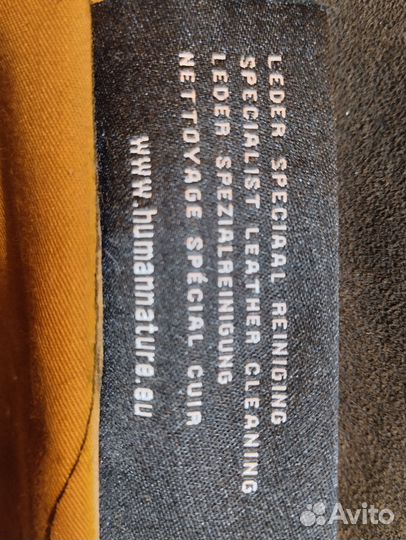 LEDER SPECIAAL REINIGING
SPECIALIST LEATHER CLEANING
LEDER SPEZIALREINIGUNG
NETTOYAGE SPÉCIAL CUIR
www.humannature.eu
Avito